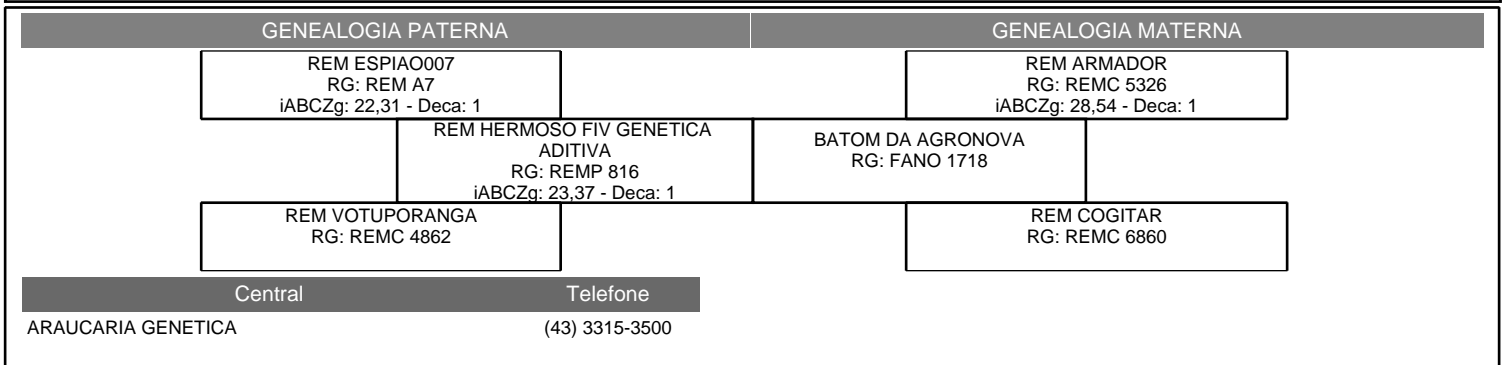 GENEALOGIA PATERNA
GENEALOGIA MATERNA
REM ESPIAO007
RG: REM A7
iABCZg: 22,31 - Deca: 1
REM ARMADOR
RG: REMC 5326
iABCZg: 28,54 - Deca: 1
REM HERMOSO FIV GENETICA
ADITIVA
RG: REMP 816
iABCZg: 23,37 - Deca: 1
BATOM DA AGRONOVA
RG: FANO 1718
REM VOTUPORANGA
RG: REMC 4862
REM COGITAR
RG: REMC 6860
Central Telefone
ARAUCARIA GENETICA (43) 3315-3500